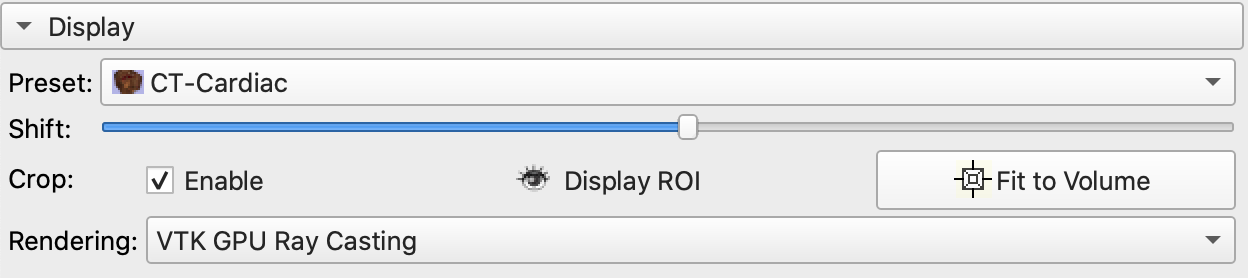 Display
Preset: CT-Cardiac
Shift:
Crop: Enable Display ROI Fit to Volume
Rendering: VTK GPU Ray Casting